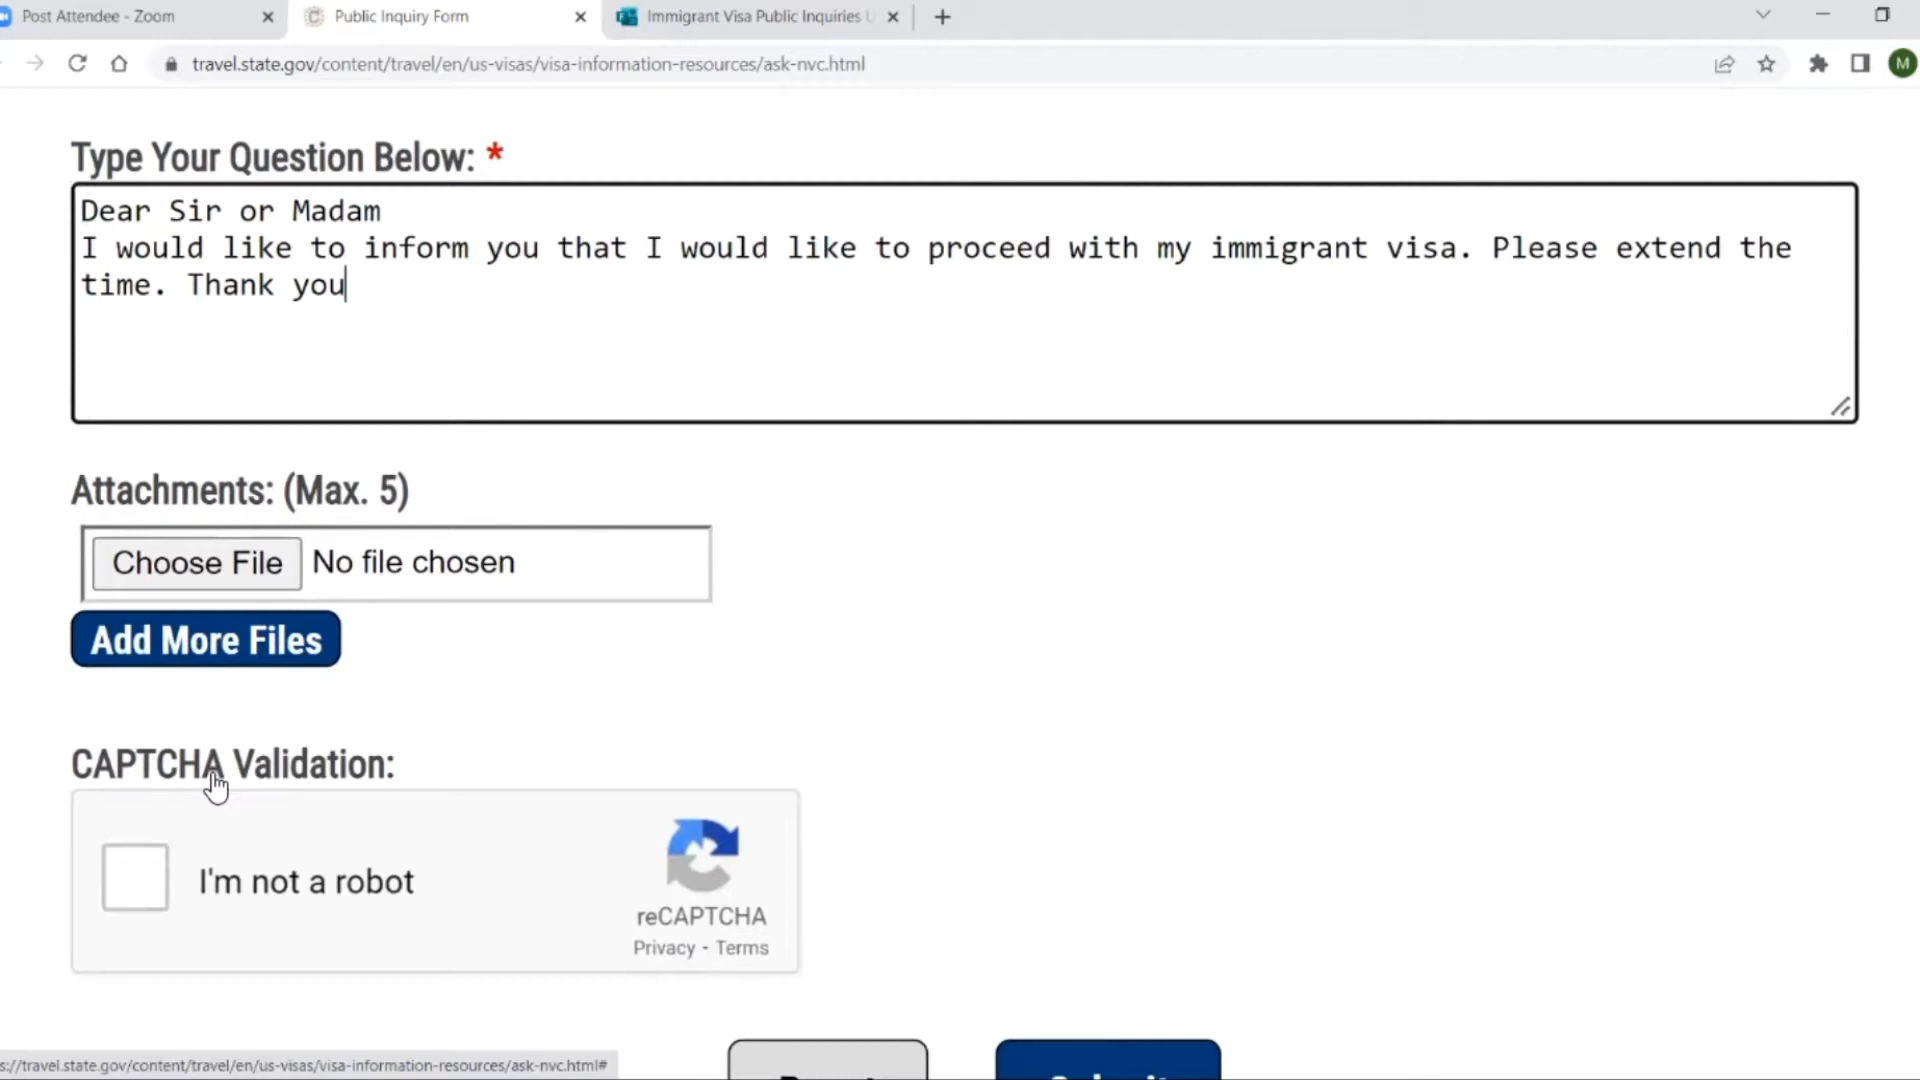 Post Attendee - Zoom
Public Inquiry Form
Immigrant Visa Public Inquiries
travel.state.gov/content/travel/en/us-visas/visa-information-resources/ask-nvc.html
M
Type Your Question Below: *
Dear Sir or Madam
I would like to inform you that I would like to proceed with my immigrant visa. Please extend the
time. Thank you
Attachments: (Max. 5)
Choose File No file chosen
Add More Files
CAPTCHA Validation:
I'm not a robot
reCAPTCHA
Privacy - Terms
s://travel.state.gov/content/travel/en/us-visas/visa-information-resources/ask-nvc.html#
Submit